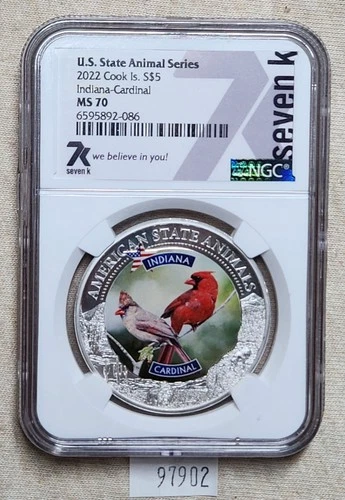 U.S. State Animal Series
2022 Cook Is. S$5
Indiana-Cardinal
MS 70
6595892-086
7k
seven k
we believe in you!
seven k
NGC
AMERICAN STATE ANIMALS
INDIANA
CARDINAL
97902